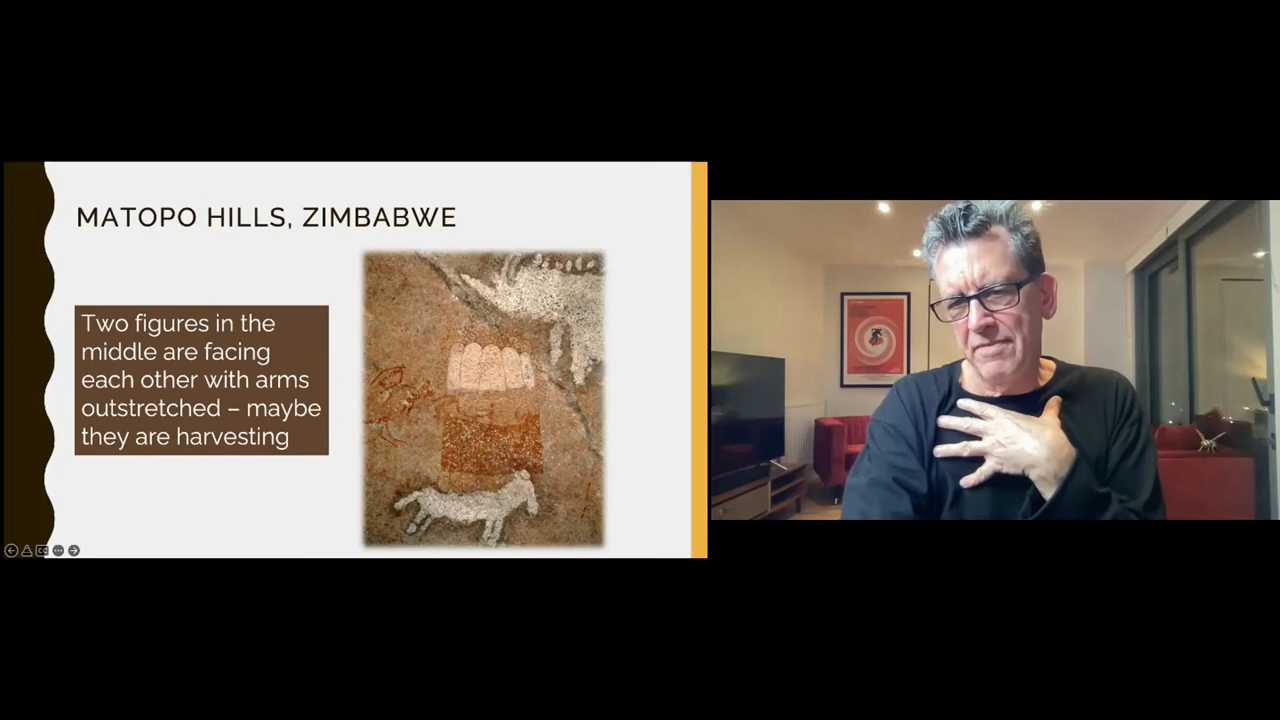 MATOPO HILLS, ZIMBABWE
Two figures in the
middle are facing
each other with arms
outstretched – maybe
they are harvesting